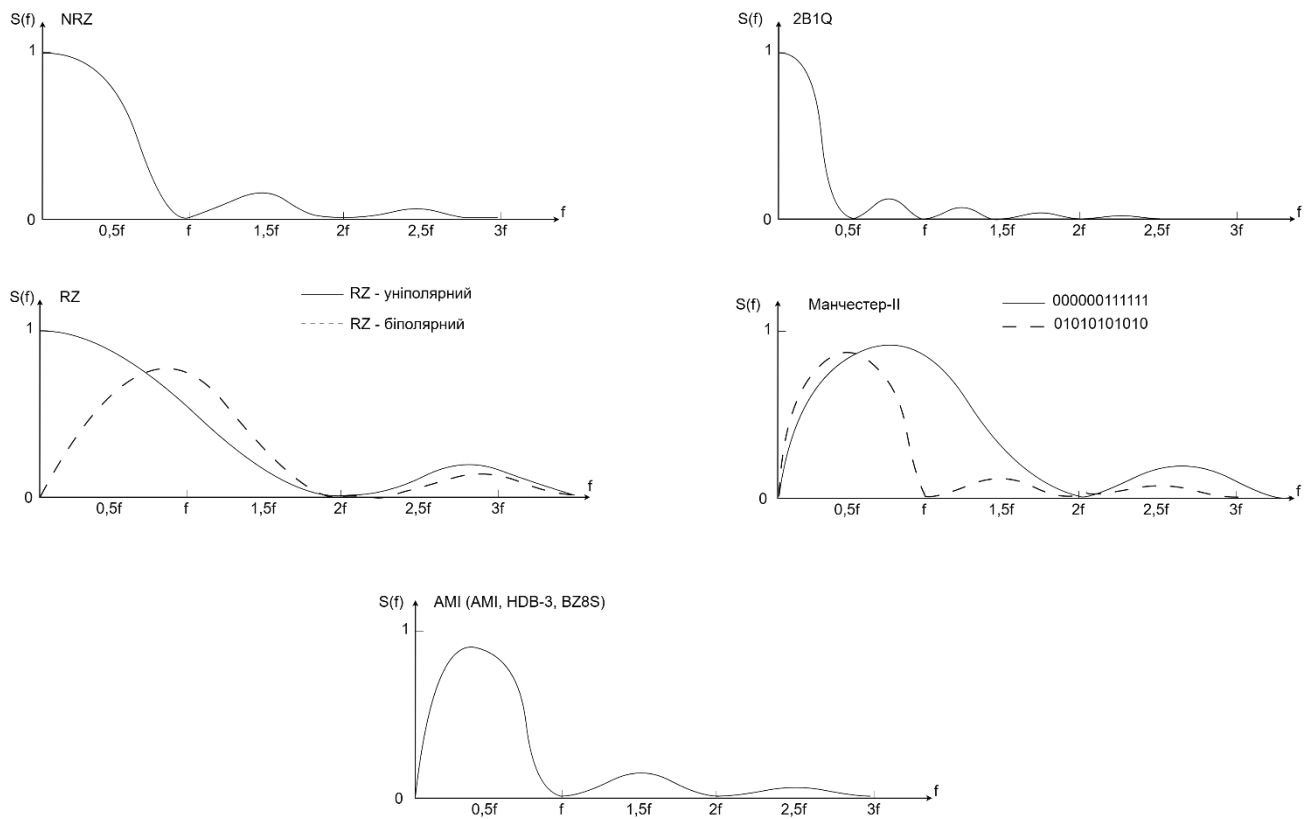 S(f) NRZ
1
0
0,5f f 1,5f 2f 2,5f 3f f
S(f) 2B1Q
1
0
0,5f f 1,5f 2f 2,5f 3f f
S(f) RZ
RZ - уніполярний
RZ - біполярний
1
0
0,5f f 1,5f 2f 2,5f 3f f
S(f) Манчестер-II
000000111111
01010101010
1
0
0,5f f 1,5f 2f 2,5f 3f f
S(f) AMI (AMI, HDB-3, BZ8S)
1
0
0,5f f 1,5f 2f 2,5f 3f f